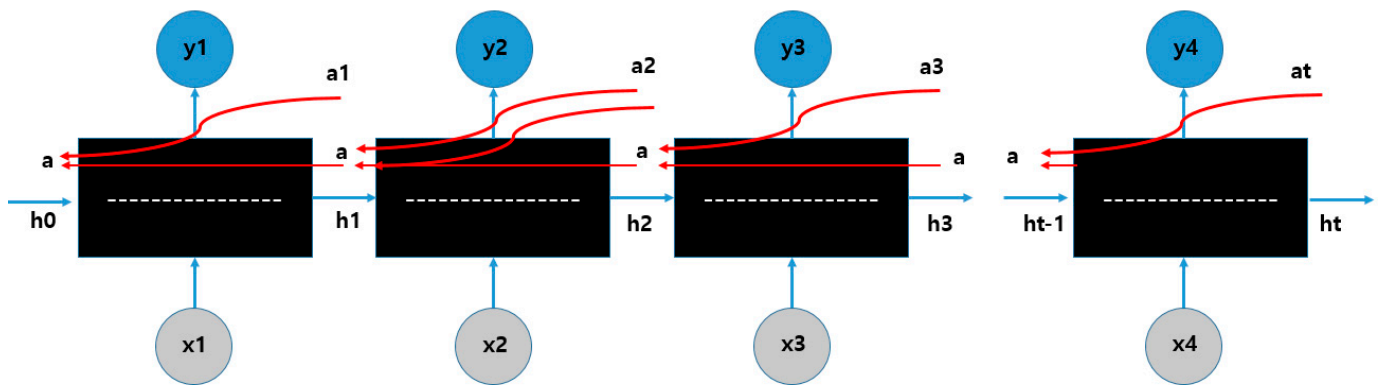 y1 y2 y3 y4
a1 a2 a3 at
a a a a a
h0 h1 h2 h3 ht-1 ht
x1 x2 x3 x4